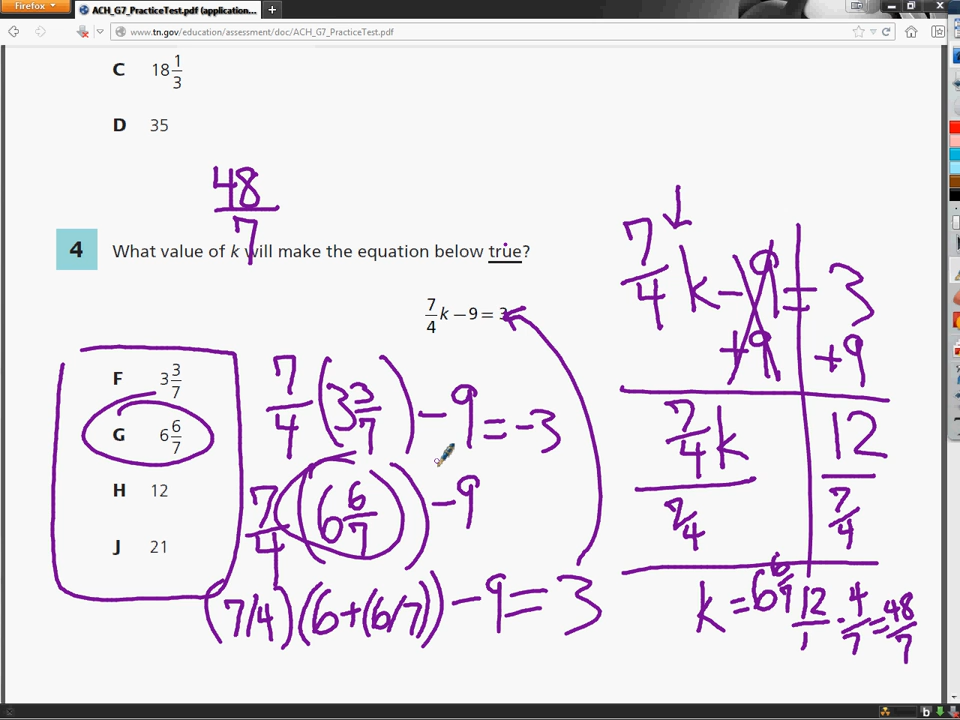 Firefox
ACH_G7_PracticeTest.pdf (application...
+
www.tn.gov/education/assessment/doc/ACH_G7_PracticeTest.pdf
C 18 1/3
D 35
48/7
4 What value of k will make the equation below true?
7/4 k − 9 = 3
F 3 3/7
G 6 6/7
H 12
J 21
7/4 (3 3/7) − 9 = −3
7/4 (6 6/7) − 9
(7/4)(6+(6/7)) − 9 = 3
7/4 k − 9 = 3
+9 +9
7/4 k 12
7/4 7/4
k = 6 6/7
12/1 · 4/7 = 48/7